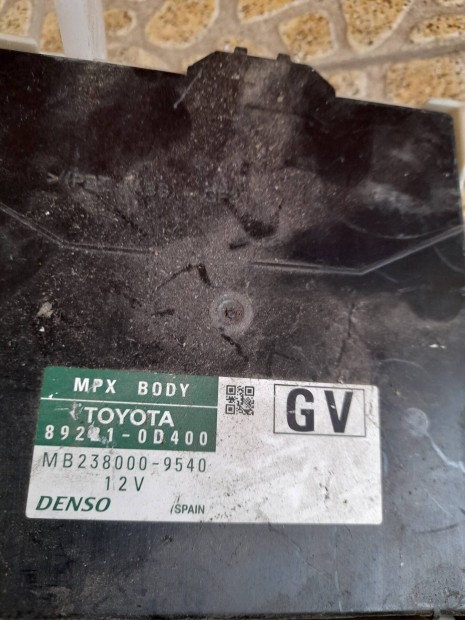 MPX BODY
TOYOTA
89221-0D400
GV
MB238000-9540
12V
DENSO
/SPAIN